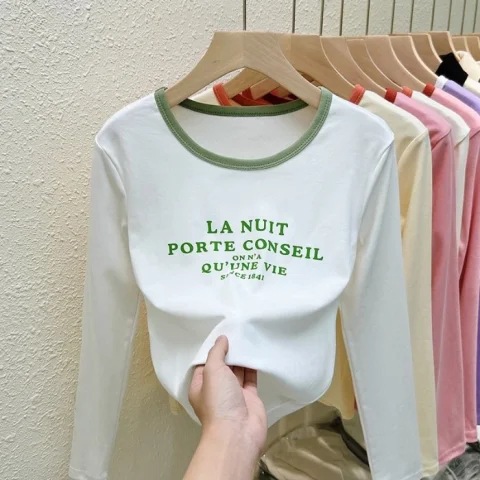 LA NUIT
PORTE CONSEIL
ON N'A
QU'UNE VIE
SINCE 1841